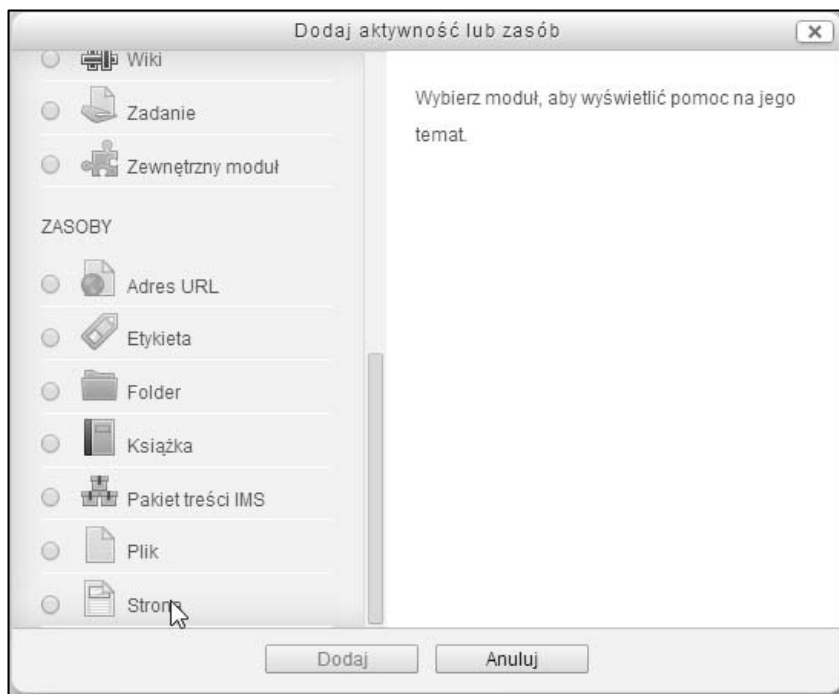 Dodaj aktywność lub zasób
Wiki
Zadanie
Zewnętrzny moduł
ZASOBY
Adres URL
Etykieta
Folder
Książka
Pakiet treści IMS
Plik
Strona
Wybierz moduł, aby wyświetlić pomoc na jego
temat.
Dodaj
Anuluj